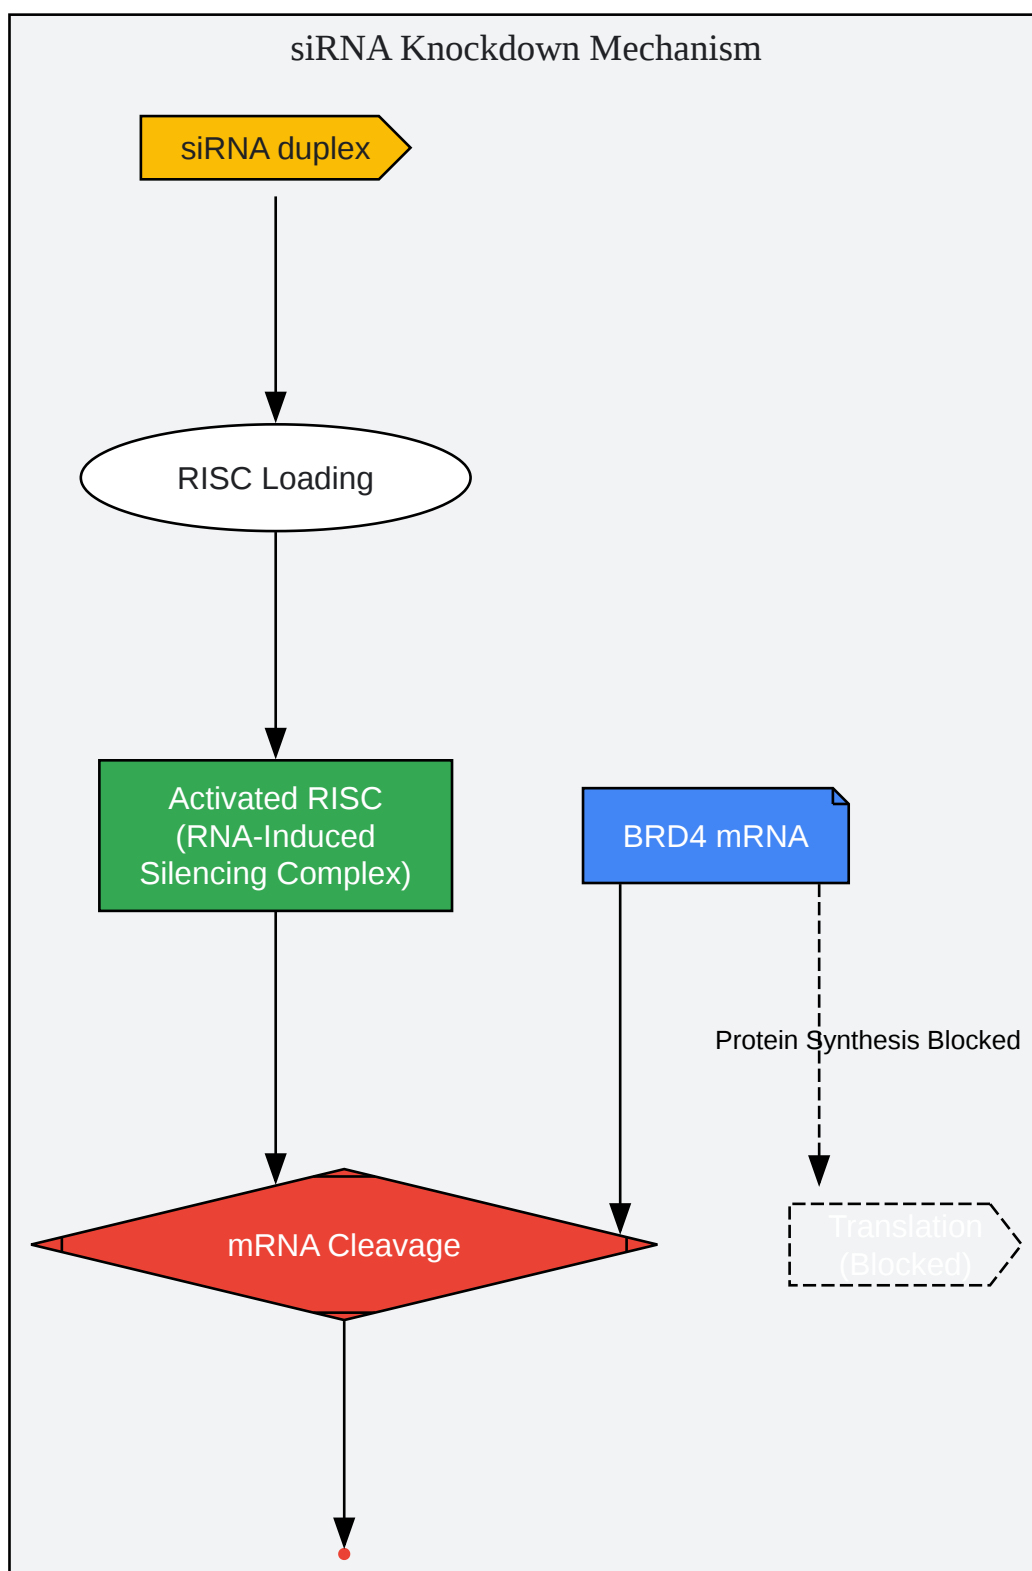 siRNA Knockdown Mechanism
siRNA duplex
RISC Loading
Activated RISC
(RNA-Induced
Silencing Complex)
BRD4 mRNA
Protein Synthesis Blocked
mRNA Cleavage
Translation
(Blocked)